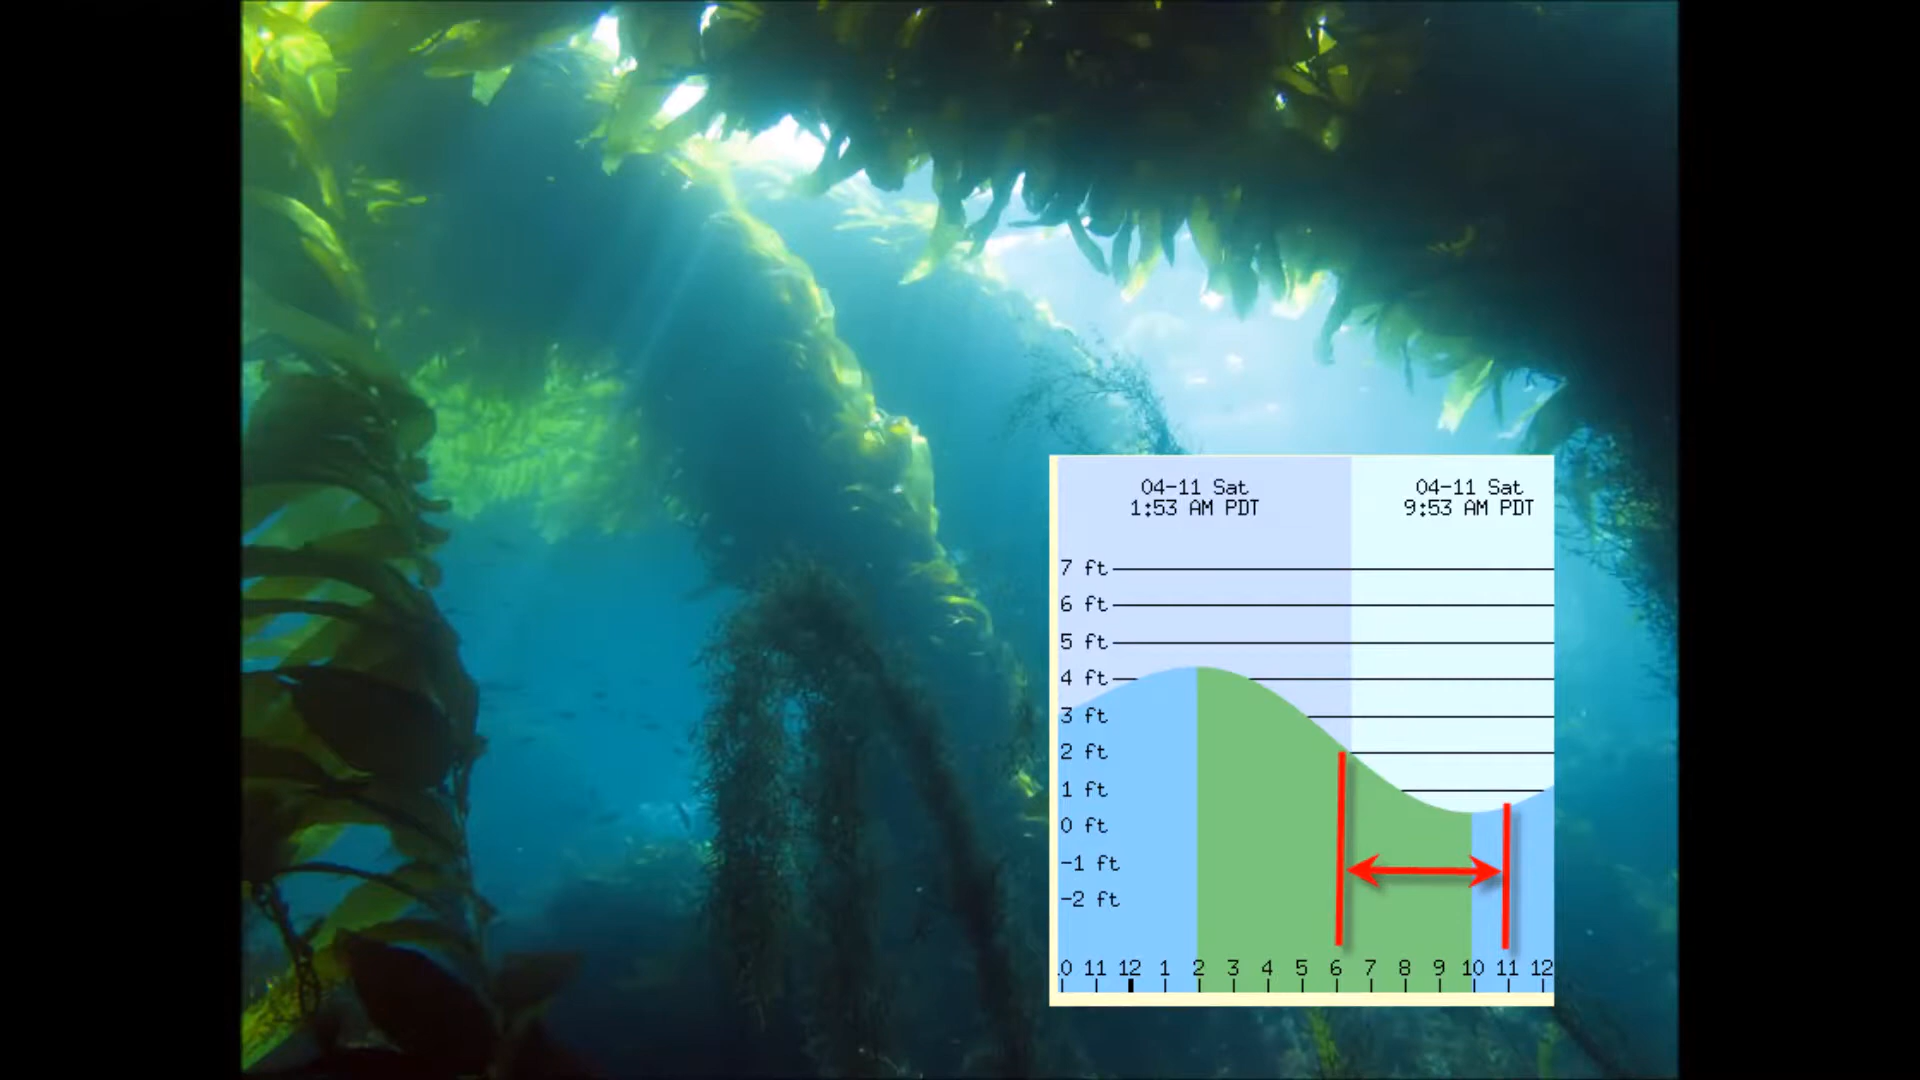 04-11 Sat
1:53 AM PDT
04-11 Sat
9:53 AM PDT
7 ft
6 ft
5 ft
4 ft
3 ft
2 ft
1 ft
0 ft
-1 ft
-2 ft
0 11 12 1 2 3 4 5 6 7 8 9 10 11 12